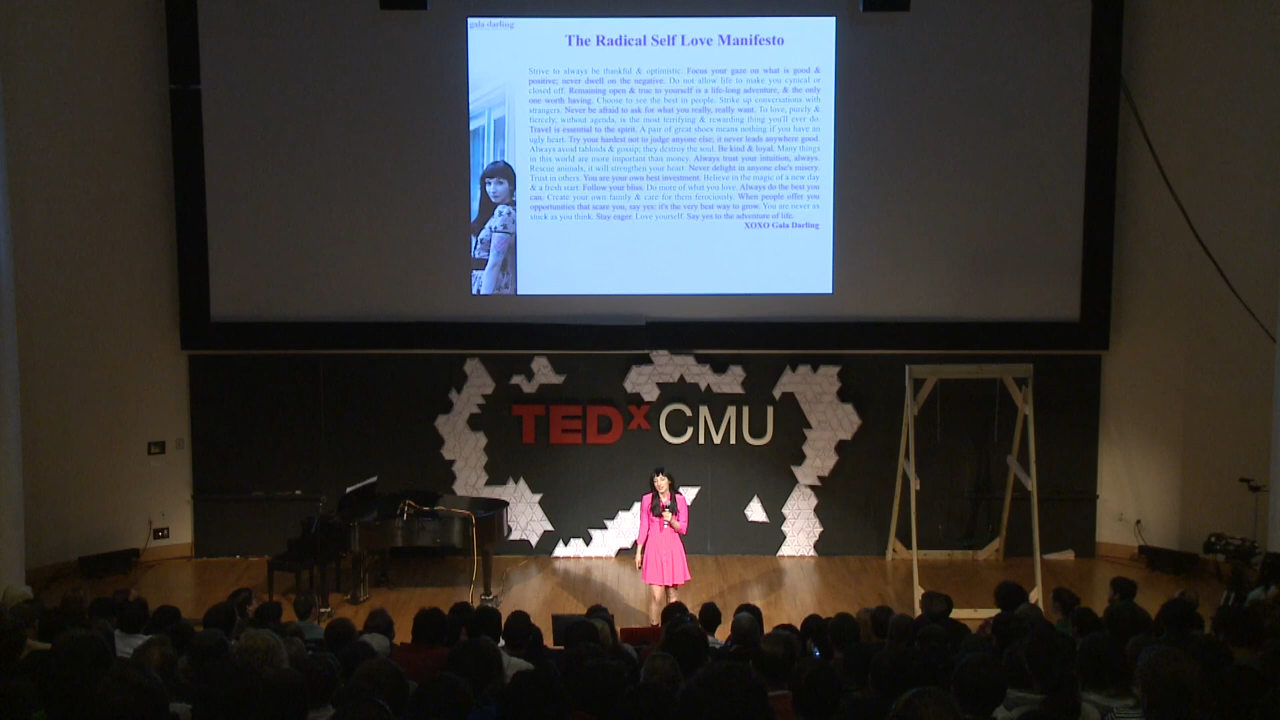 gala darling
The Radical Self Love Manifesto
Strive to always be thankful & optimistic. Focus your gaze on what is good &
positive; never dwell on the negative. Do not allow life to make you cynical or
closed off. Remaining open & true to yourself is a life-long adventure, & the only
one worth having. Choose to see the best in people. Strike up conversations with
strangers. Never be afraid to ask for what you really, really want. To love, purely &
fiercely, without agenda, is the most terrifying & rewarding thing you'll ever do.
Travel is essential to the spirit. A pair of great shoes means nothing if you have an
ugly heart. Try your hardest not to judge anyone else; it never leads anywhere good.
Always avoid tabloids & gossip; they destroy the soul. Be kind & loyal. Many things
in this world are more important than money. Always trust your intuition, always.
Rescue animals, it will strengthen your heart. Never delight in anyone else's misery.
Trust in others. You are your own best investment. Believe in the magic of a new day
& a fresh start. Follow your bliss. Do more of what you love. Always do the best you
can. Create your own family & care for them ferociously. When people offer you
opportunities that scare you, say yes: it's the very best way to grow. You are never as
stuck as you think. Stay eager. Love yourself. Say yes to the adventure of life.
XOXO Gala Darling
TEDx CMU